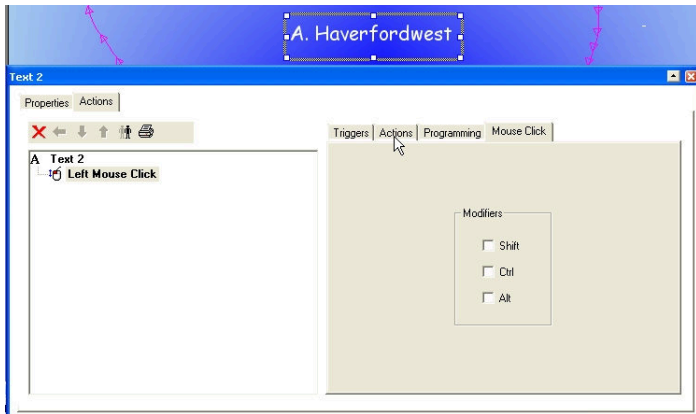 A. Haverfordwest
Text 2
Properties Actions
Triggers Actions Programming Mouse Click
A Text 2
Left Mouse Click
Modifiers
Shift
Ctrl
Alt